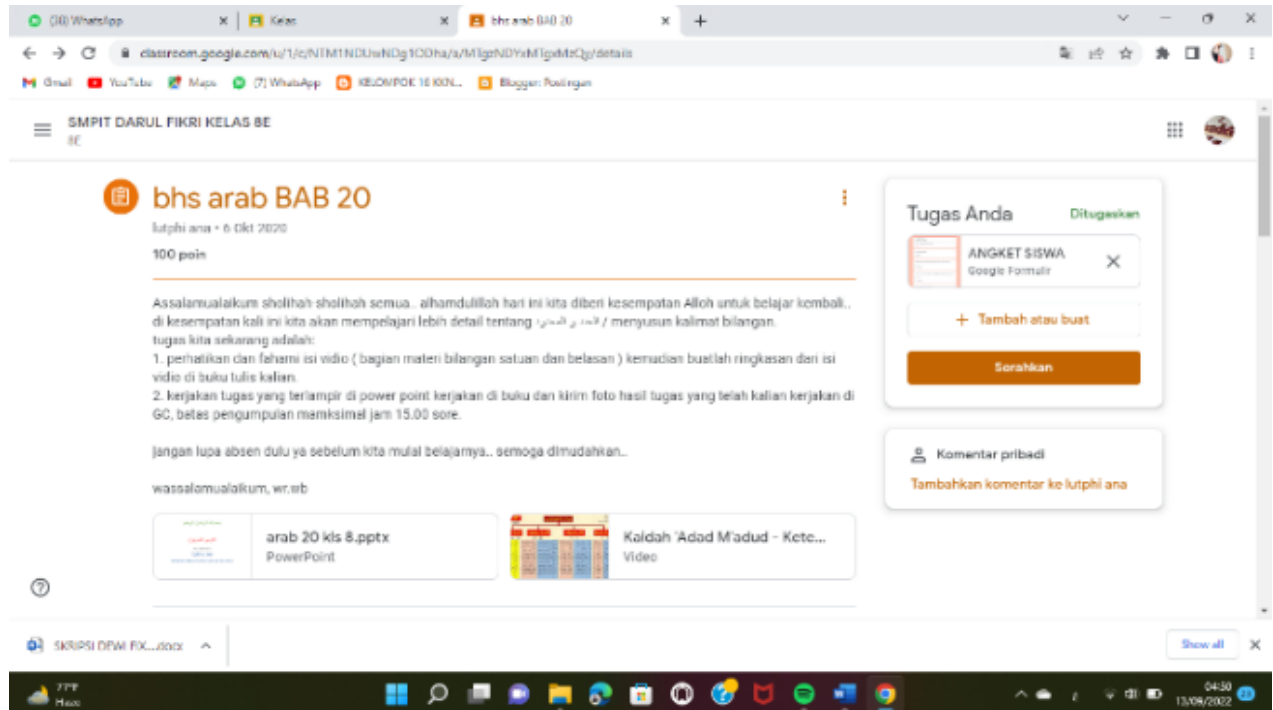 (38) WhatsApp
Kelas
bhs arab BAB 20
classroom.google.com/u/1/c/
Gmail
YouTube
Maps
(7) WhatsApp
KELOMPOK 16 KKN...
Blogger: Postingan
SMPIT DARUL FIKRI KELAS 8E
8E
bhs arab BAB 20
lutphi ana • 6 Okt 2020
100 poin
Assalamualaikum sholihah-sholihah semua.. alhamdulillah hari ini kita diberi kesempatan Alloh untuk belajar kembali..
di kesempatan kali ini kita akan mempelajari lebih detail tentang / menyusun kalimat bilangan.
tugas kita sekarang adalah:
1. perhatikan dan fahami isi vidio ( bagian materi bilangan satuan dan belasan ) kemudian buatlah ringkasan dari isi
vidio di buku tulis kalian.
2. kerjakan tugas yang terlampir di power point kerjakan di buku dan kirim foto hasil tugas yang telah kalian kerjakan di
GC, batas pengumpulan mamksimal jam 15.00 sore.
jangan lupa absen dulu ya sebelum kita mulai belajarnya.. semoga dimudahkan..
wassalamualaikum, wr.wb
arab 20 kls 8.pptx
PowerPoint
Kaidah 'Adad M'adud - Kete...
Video
Tugas Anda
Ditugaskan
ANGKET SISWA
Google Formulir
+ Tambah atau buat
Serahkan
Komentar pribadi
Tambahkan komentar ke lutphi ana
SKRIPSI DEWI FIX....docx
Show all
77°F
Haze
04:50
13/09/2022